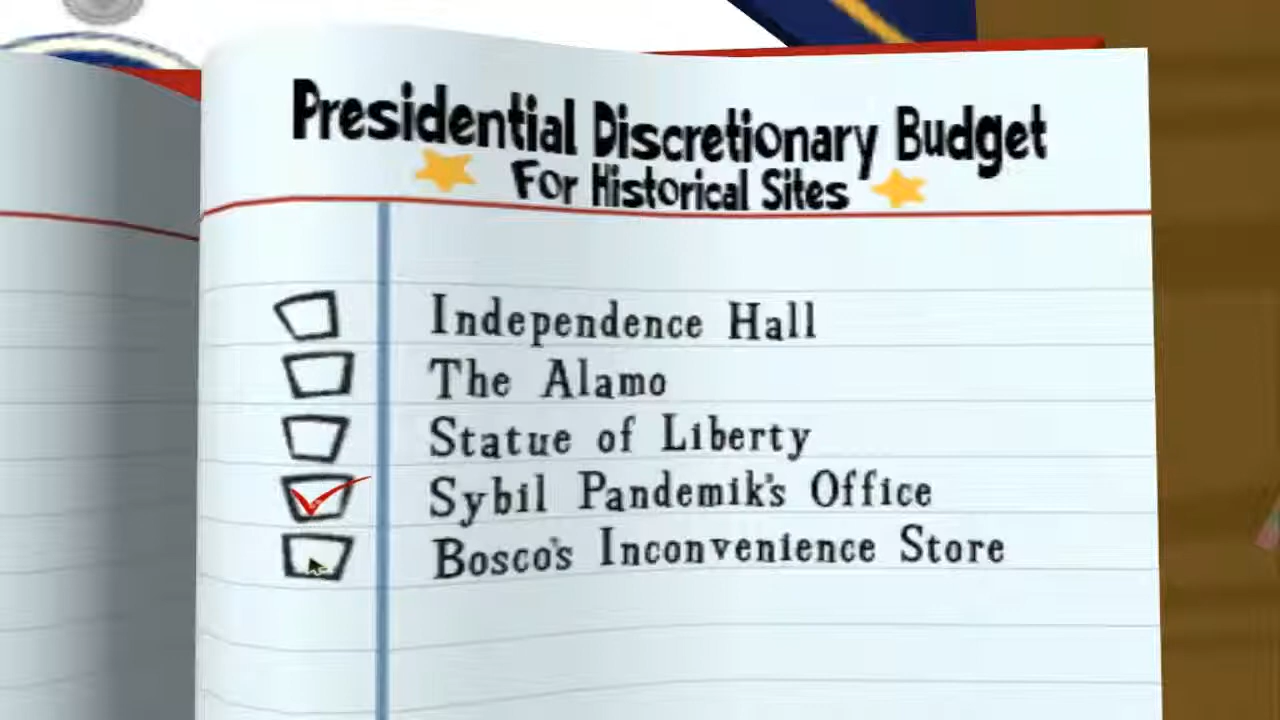 Presidential Discretionary Budget
For Historical Sites
Independence Hall
The Alamo
Statue of Liberty
Sybil Pandemik's Office
Bosco's Inconvenience Store